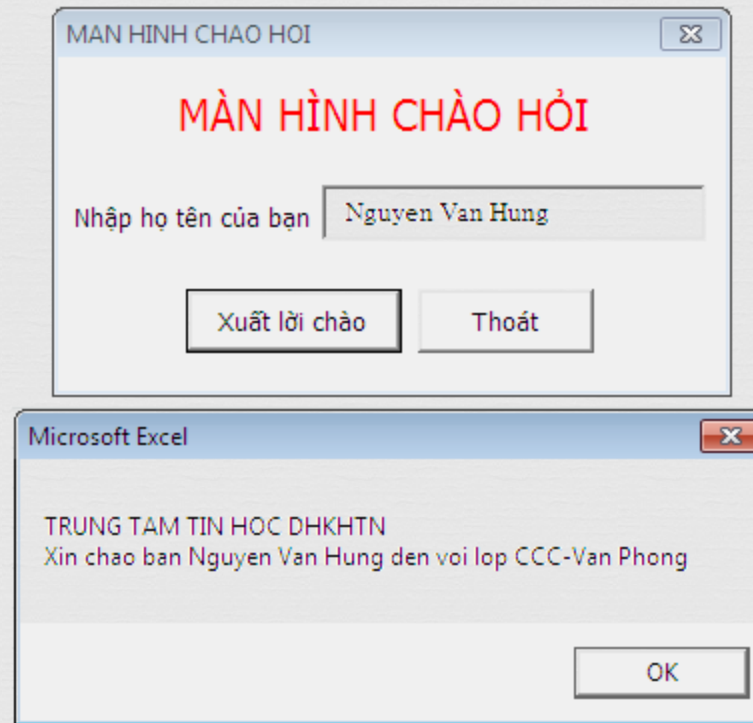 MAN HINH CHAO HOI
MÀN HÌNH CHÀO HỎI
Nhập họ tên của bạn Nguyen Van Hung
Xuất lời chào Thoát
Microsoft Excel
TRUNG TAM TIN HOC DHKHTN
Xin chao ban Nguyen Van Hung den voi lop CCC-Van Phong
OK